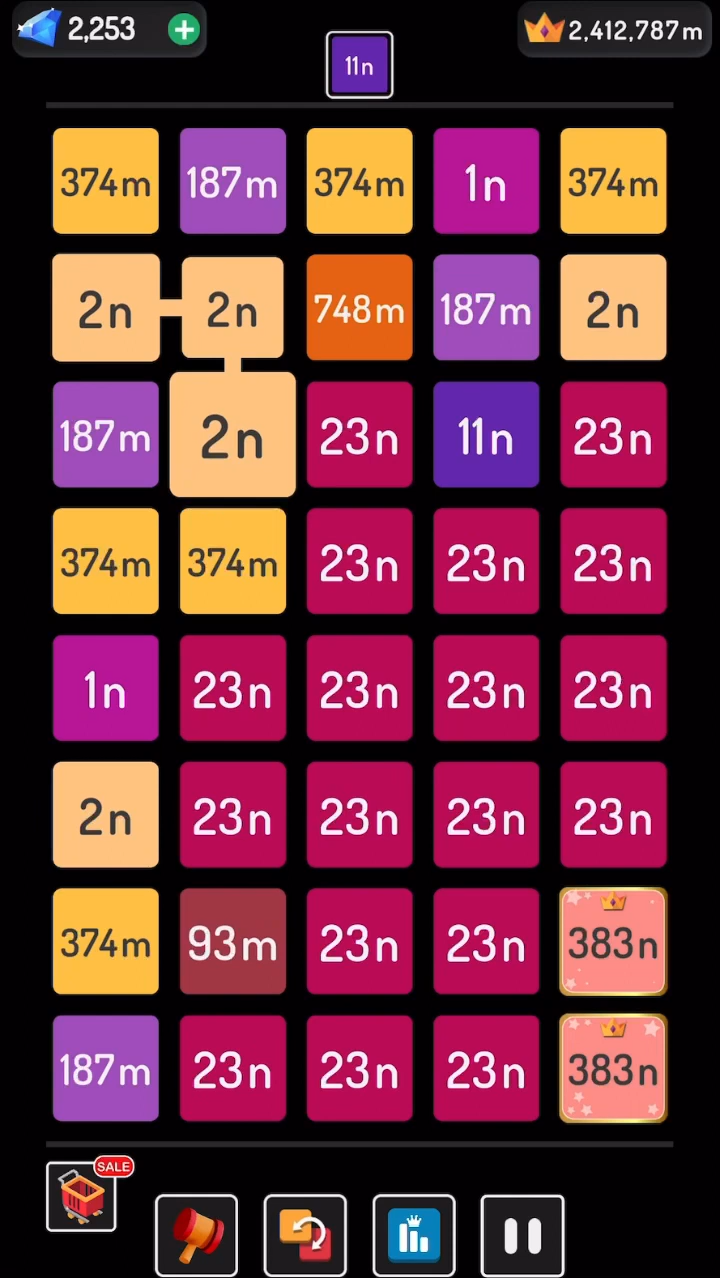 2,253
2,412,787m
11n
374m 187m 374m 1n 374m
2n 2n 748m 187m 2n
187m 2n 23n 11n 23n
374m 374m 23n 23n 23n
1n 23n 23n 23n 23n
2n 23n 23n 23n 23n
374m 93m 23n 23n 383n
187m 23n 23n 23n 383n
SALE